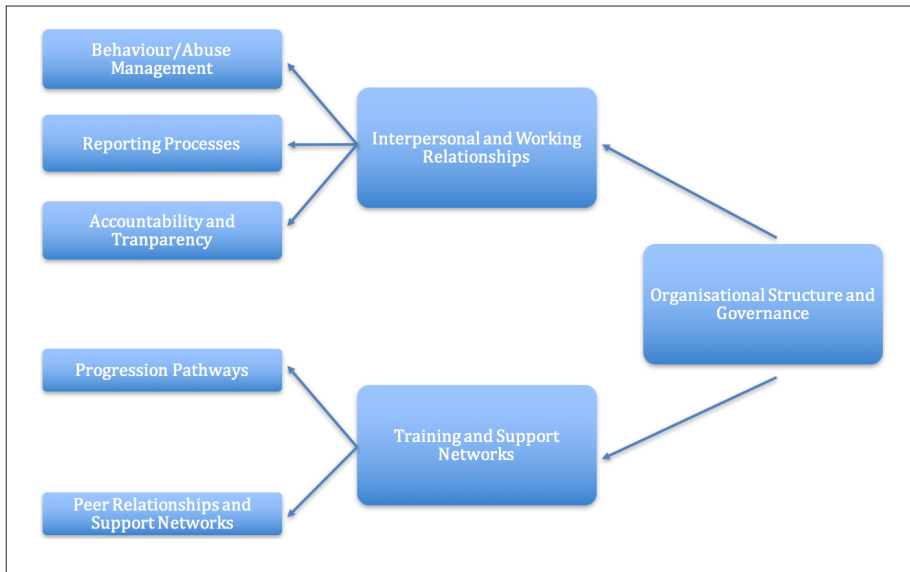 Behaviour/Abuse
Management
Reporting Processes
Accountability and
Tranparency
Interpersonal and Working
Relationships
Organisational Structure and
Governance
Progression Pathways
Peer Relationships and
Support Networks
Training and Support
Networks